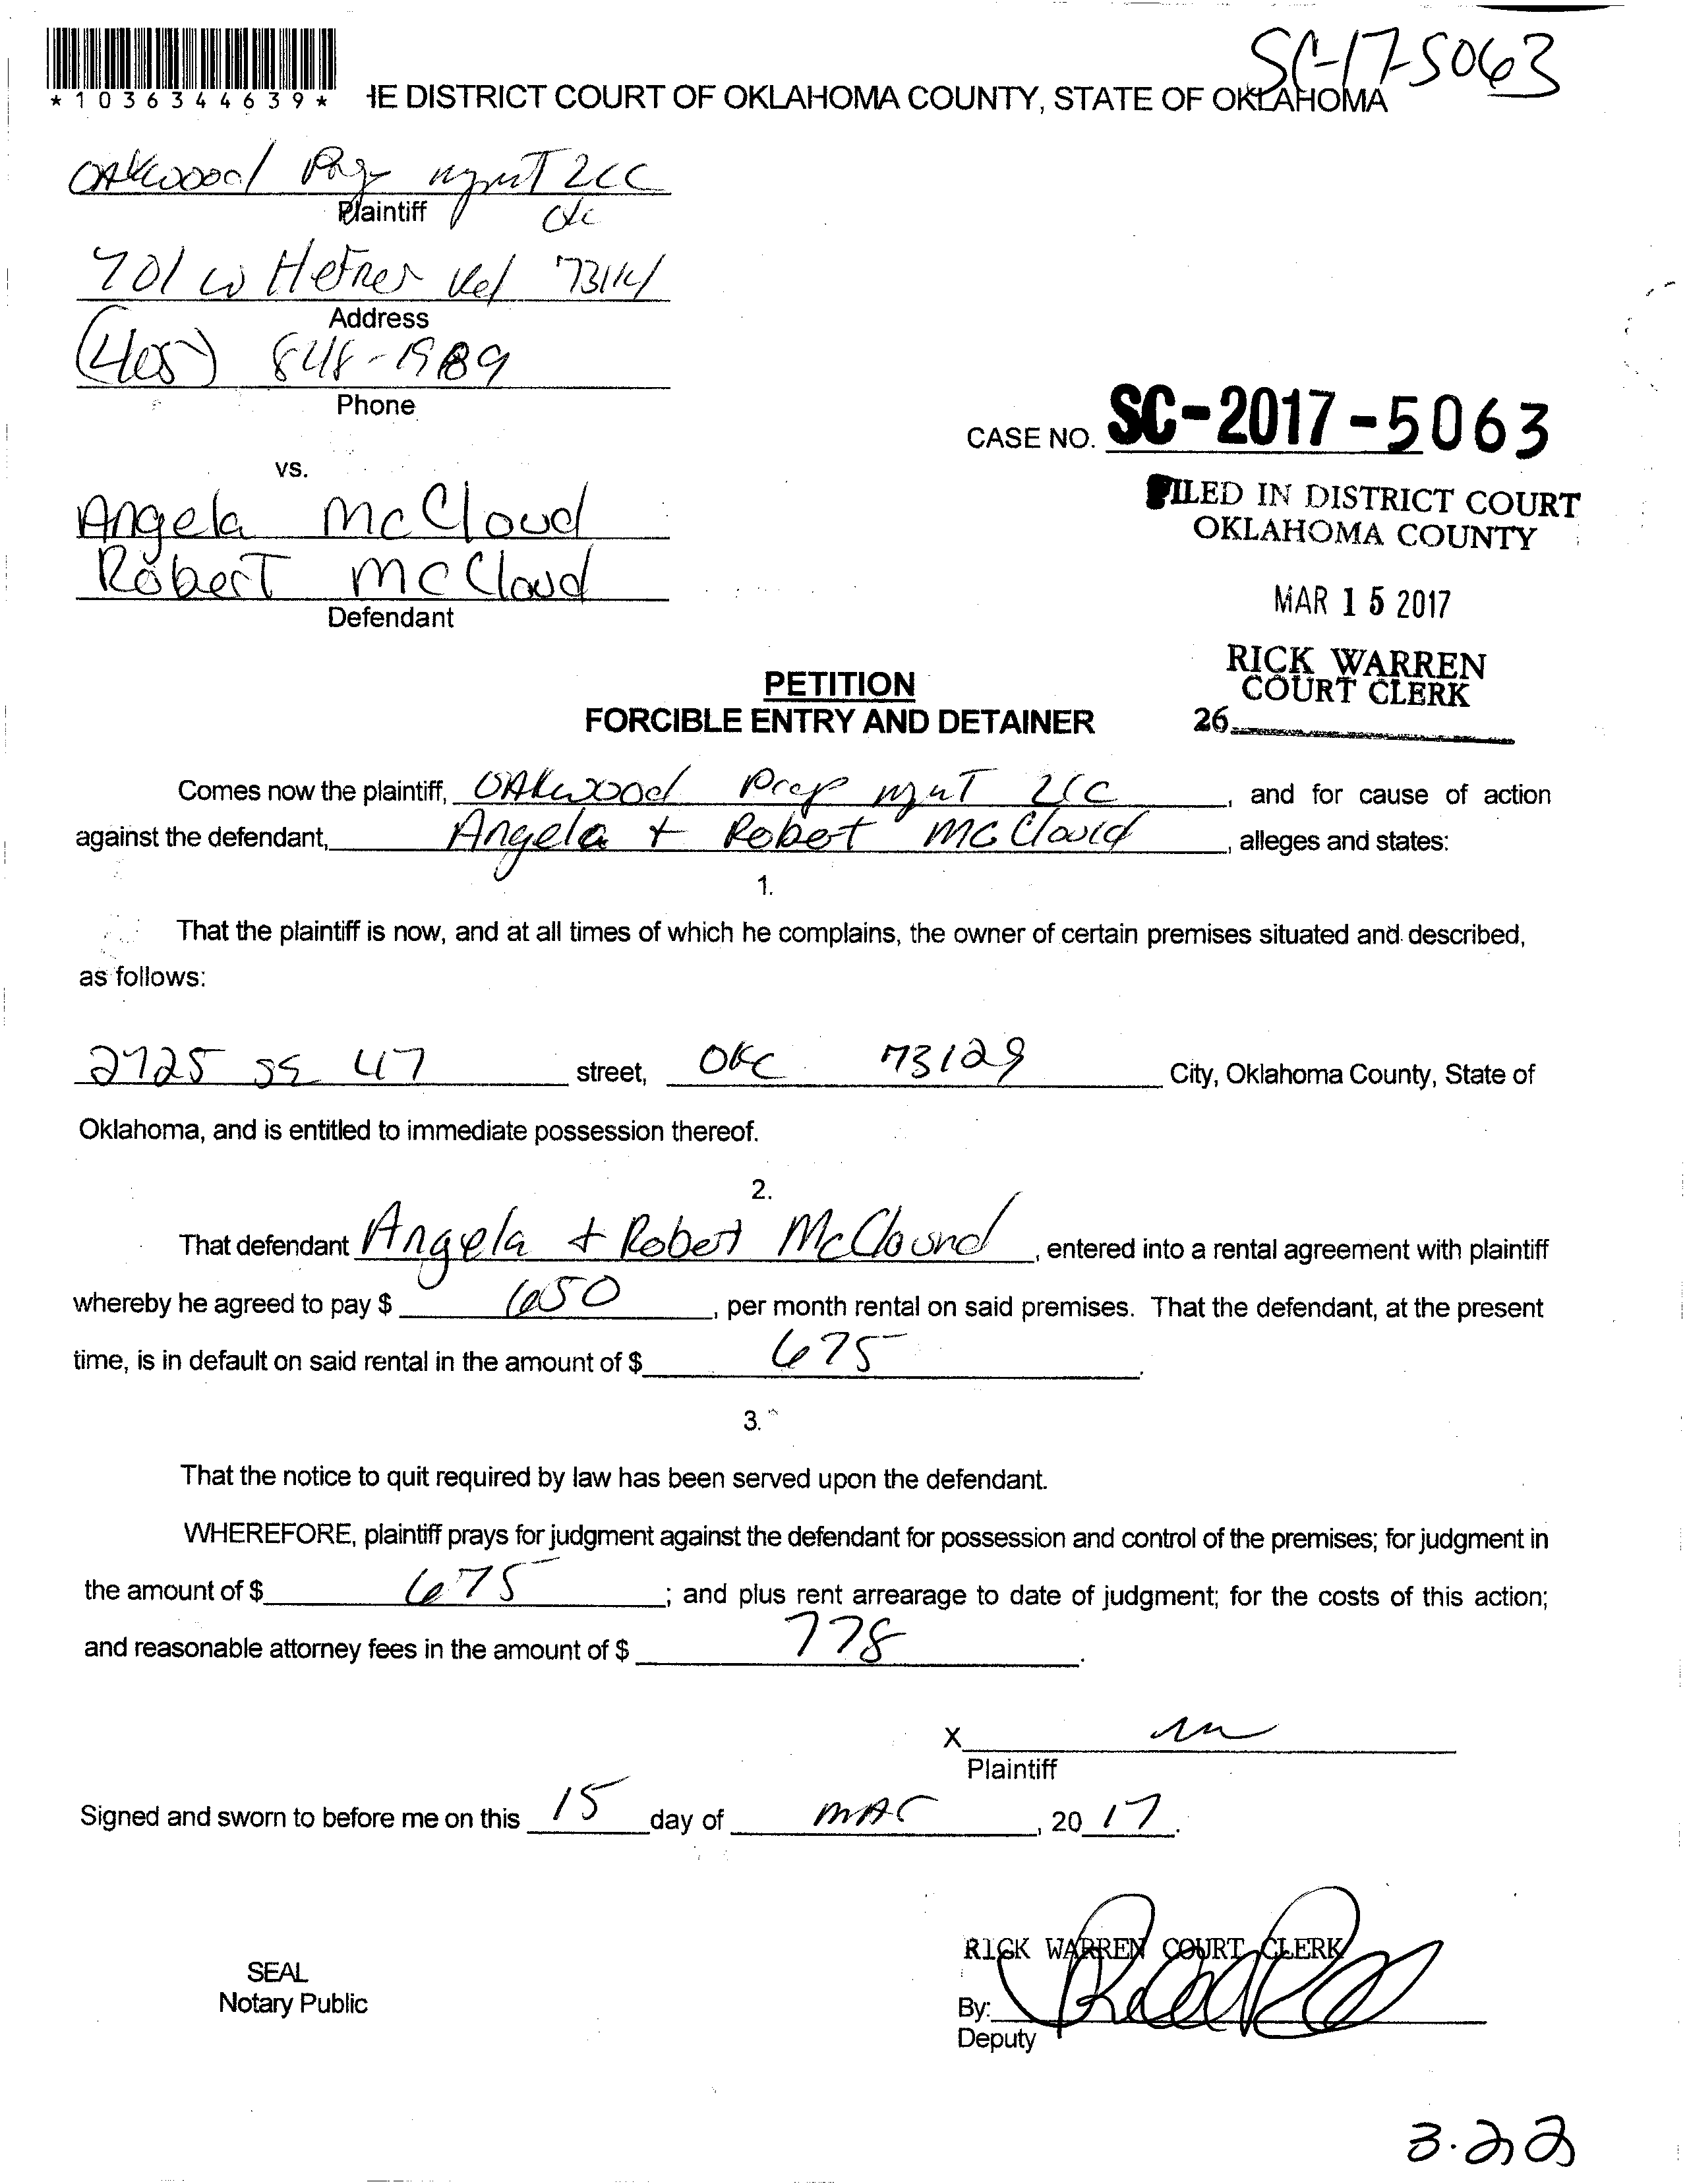 SC-17-5063
*1036344639*
HE DISTRICT COURT OF OKLAHOMA COUNTY, STATE OF OKLAHOMA
OAkwood Prop mgmT LLC
Plaintiff
701 w Hefner Rd 73114
Address
(405) 848-1989
Phone
CASE NO. SC-2017-5063
vs.
FILED IN DISTRICT COURT
OKLAHOMA COUNTY
Angela McCloud
Robert McCloud
Defendant
MAR 15 2017
RICK WARREN
COURT CLERK
26
PETITION
FORCIBLE ENTRY AND DETAINER
Comes now the plaintiff, OAkwood Prop mgmT LLC, and for cause of action
against the defendant, Angela + Robert McCloud, alleges and states:
1.
That the plaintiff is now, and at all times of which he complains, the owner of certain premises situated and described,
as follows:
2725 SE 47 street, OKC 73129 City, Oklahoma County, State of
Oklahoma, and is entitled to immediate possession thereof.
2.
That defendant Angela + Robert McCloud, entered into a rental agreement with plaintiff
whereby he agreed to pay $ 650, per month rental on said premises. That the defendant, at the present
time, is in default on said rental in the amount of $ 675.
3.
That the notice to quit required by law has been served upon the defendant.
WHEREFORE, plaintiff prays for judgment against the defendant for possession and control of the premises; for judgment in
the amount of $ 675; and plus rent arrearage to date of judgment; for the costs of this action;
and reasonable attorney fees in the amount of $ 778.
X
Plaintiff
Signed and sworn to before me on this 15 day of MAr, 2017.
RICK WARREN COURT CLERK
SEAL
Notary Public
By:
Deputy
3.22